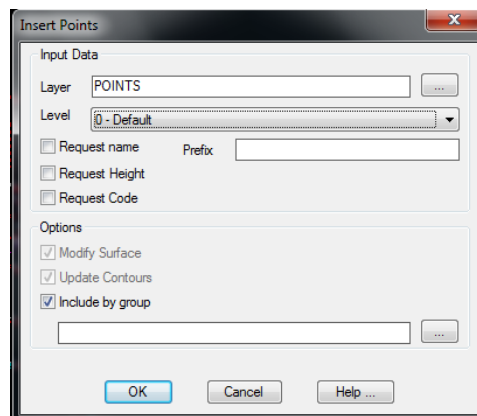 Insert Points
Input Data
Layer POINTS ...
Level 0 - Default
Request name Prefix
Request Height
Request Code
Options
Modify Surface
Update Contours
Include by group
...
OK Cancel Help ...